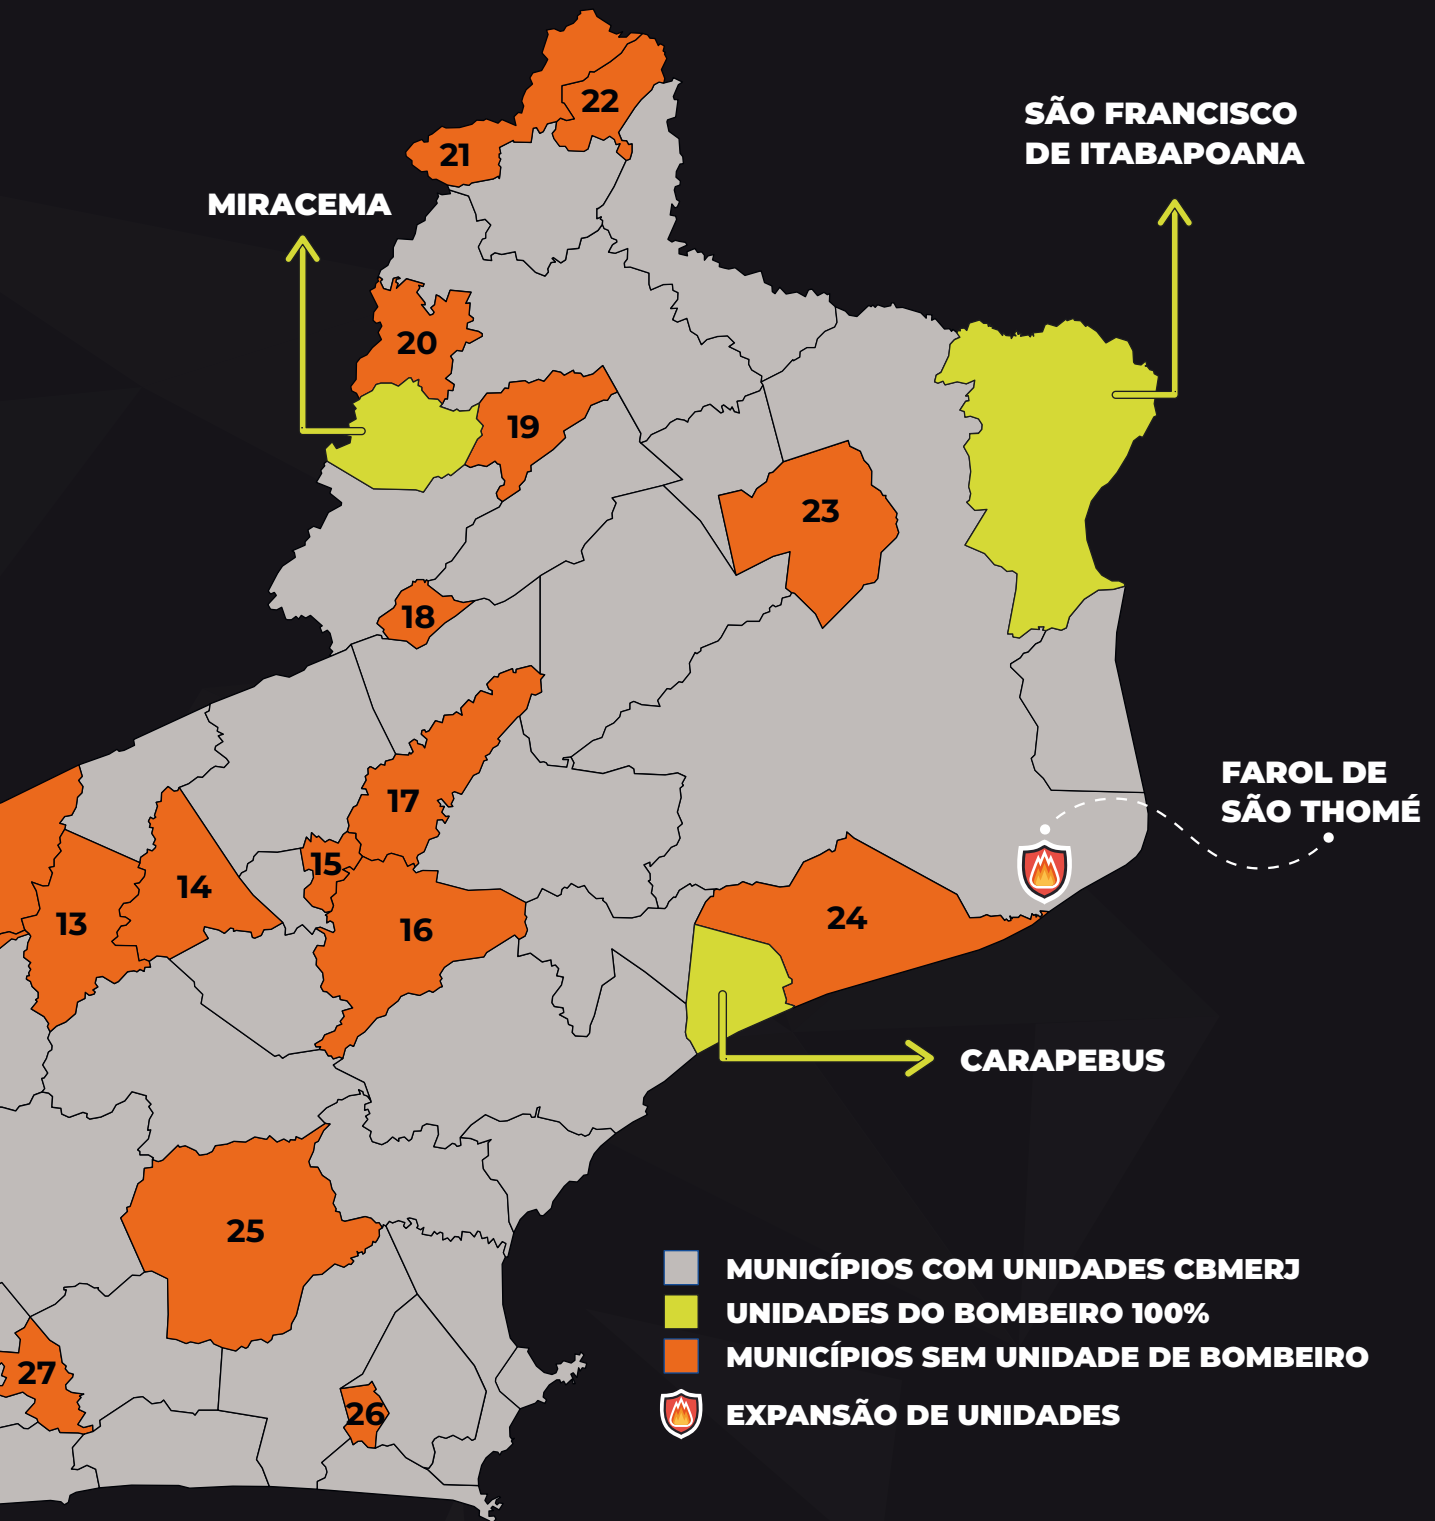 22
SÃO FRANCISCO
DE ITABAPOANA
21
MIRACEMA
20
19
23
18
FAROL DE
SÃO THOMÉ
17
15
14
24
13
16
CARAPEBUS
25
MUNICÍPIOS COM UNIDADES CBMERJ
UNIDADES DO BOMBEIRO 100%
MUNICÍPIOS SEM UNIDADE DE BOMBEIRO
27
26
EXPANSÃO DE UNIDADES